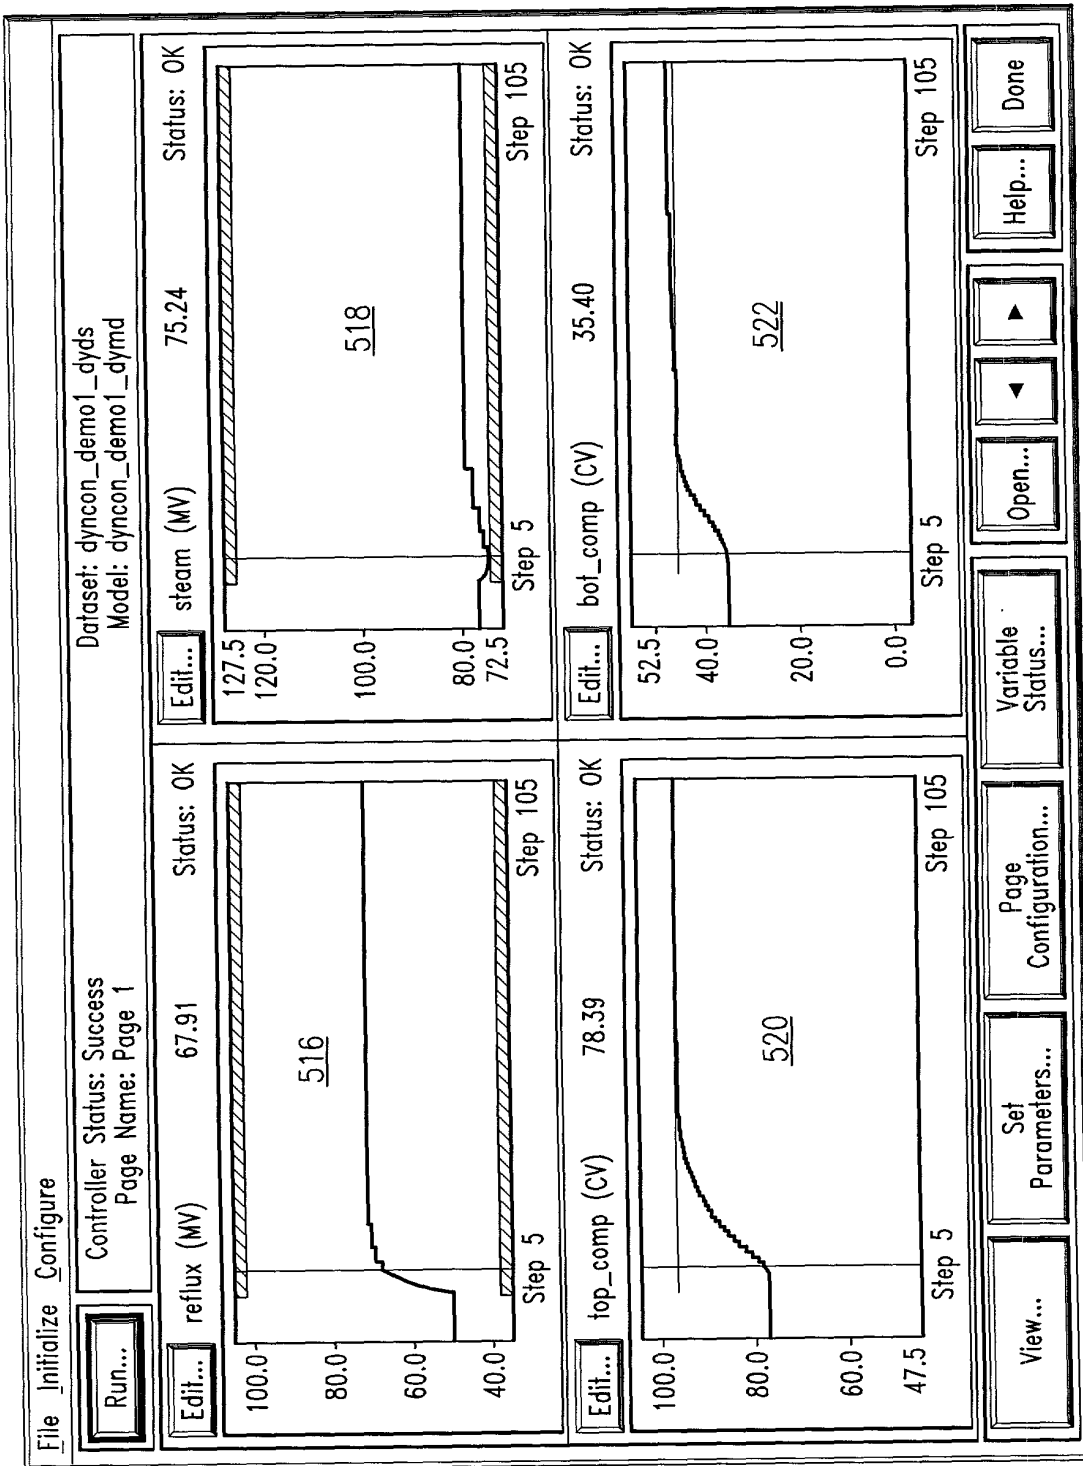 File Initialize Configure
Run...
Controller Status: Success
Page Name: Page 1
Dataset: dyncon_demo1_dyds
Model: dyncon_demo1_dymd
Edit... reflux (MV) 67.91 Status: OK
100.0
80.0
60.0
40.0
516
Step 5 Step 105
Edit... steam (MV) 75.24 Status: OK
127.5
120.0
100.0
80.0
72.5
518
Step 5 Step 105
Edit... top_comp (CV) 78.39 Status: OK
100.0
80.0
60.0
47.5
520
Step 5 Step 105
Edit... bot_comp (CV) 35.40 Status: OK
52.5
40.0
20.0
0.0
522
Step 5 Step 105
View...
Set
Parameters...
Page
Configuration...
Variable
Status...
Open...
Help...
Done